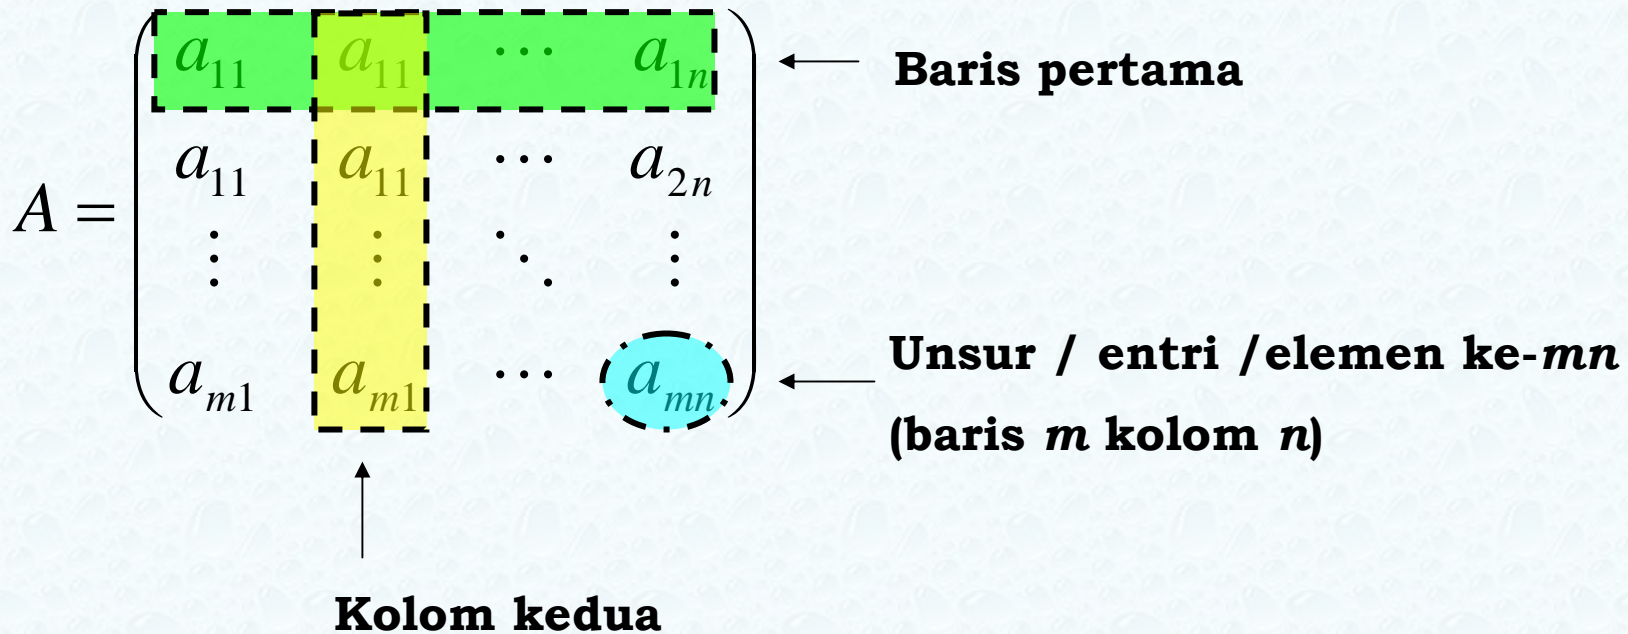 a₁₁ a₁₁ ⋯ a₁ₙ Baris pertama
a₁₁ a₁₁ ⋯ a₂ₙ
A =
⋮ ⋮ ⋱ ⋮
Unsur / entri /elemen ke-mn
aₘ₁ aₘ₁ ⋯ aₘₙ
(baris m kolom n)
Kolom kedua